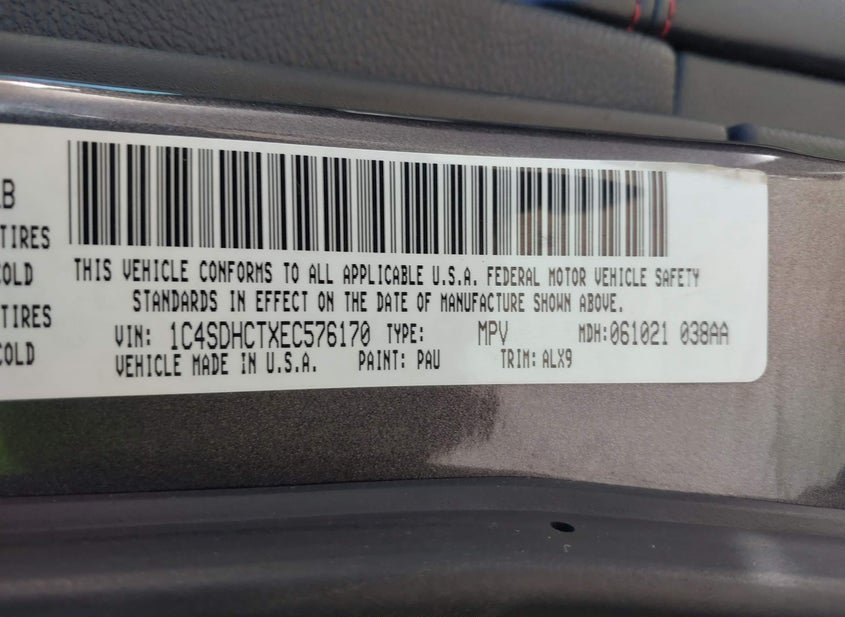 LB
TIRES
COLD
TIRES
COLD
THIS VEHICLE CONFORMS TO ALL APPLICABLE U.S.A. FEDERAL MOTOR VEHICLE SAFETY
STANDARDS IN EFFECT ON THE DATE OF MANUFACTURE SHOWN ABOVE.
VIN: 1C4SDHCTXEC576170 TYPE: MPV MDH:061021 038AA
VEHICLE MADE IN U.S.A. PAINT: PAU TRIM: ALX9